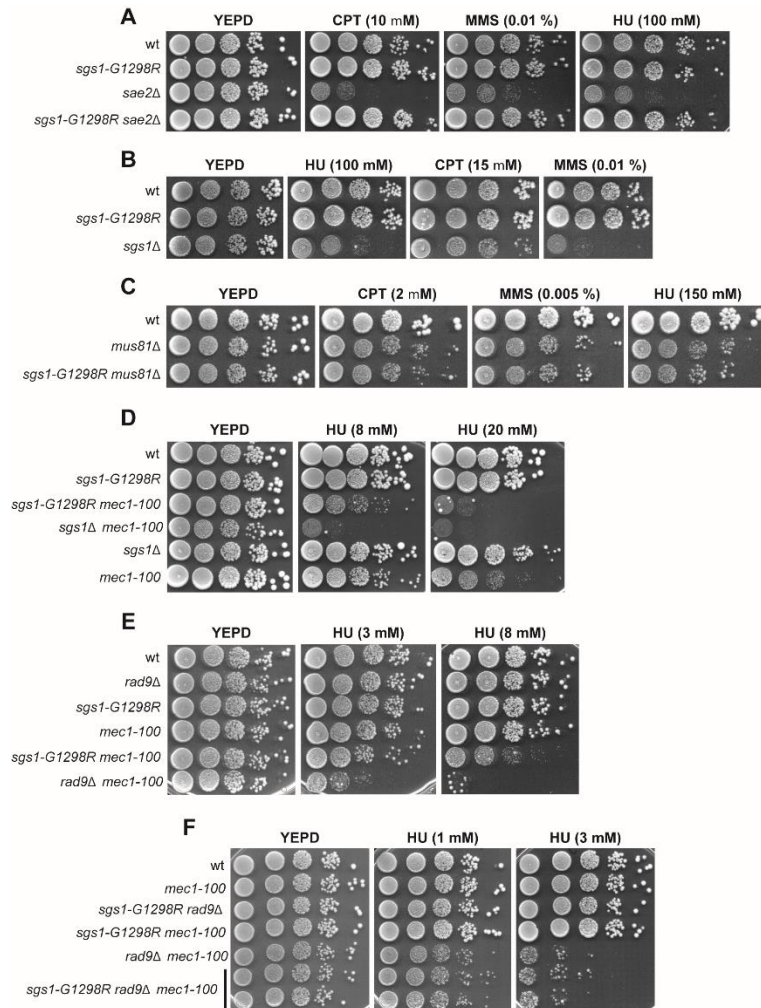 A
YEPD CPT (10 mM) MMS (0.01 %) HU (100 mM)
wt
sgs1-G1298R
sae2Δ
sgs1-G1298R sae2Δ
B
YEPD HU (100 mM) CPT (15 mM) MMS (0.01 %)
wt
sgs1-G1298R
sgs1Δ
C
YEPD CPT (2 mM) MMS (0.005 %) HU (150 mM)
wt
mus81Δ
sgs1-G1298R mus81Δ
D
YEPD HU (8 mM) HU (20 mM)
wt
sgs1-G1298R
sgs1-G1298R mec1-100
sgs1Δ mec1-100
sgs1Δ
mec1-100
E
YEPD HU (3 mM) HU (8 mM)
wt
rad9Δ
sgs1-G1298R
mec1-100
sgs1-G1298R mec1-100
rad9Δ mec1-100
F
YEPD HU (1 mM) HU (3 mM)
wt
mec1-100
sgs1-G1298R rad9Δ
sgs1-G1298R mec1-100
rad9Δ mec1-100
sgs1-G1298R rad9Δ mec1-100